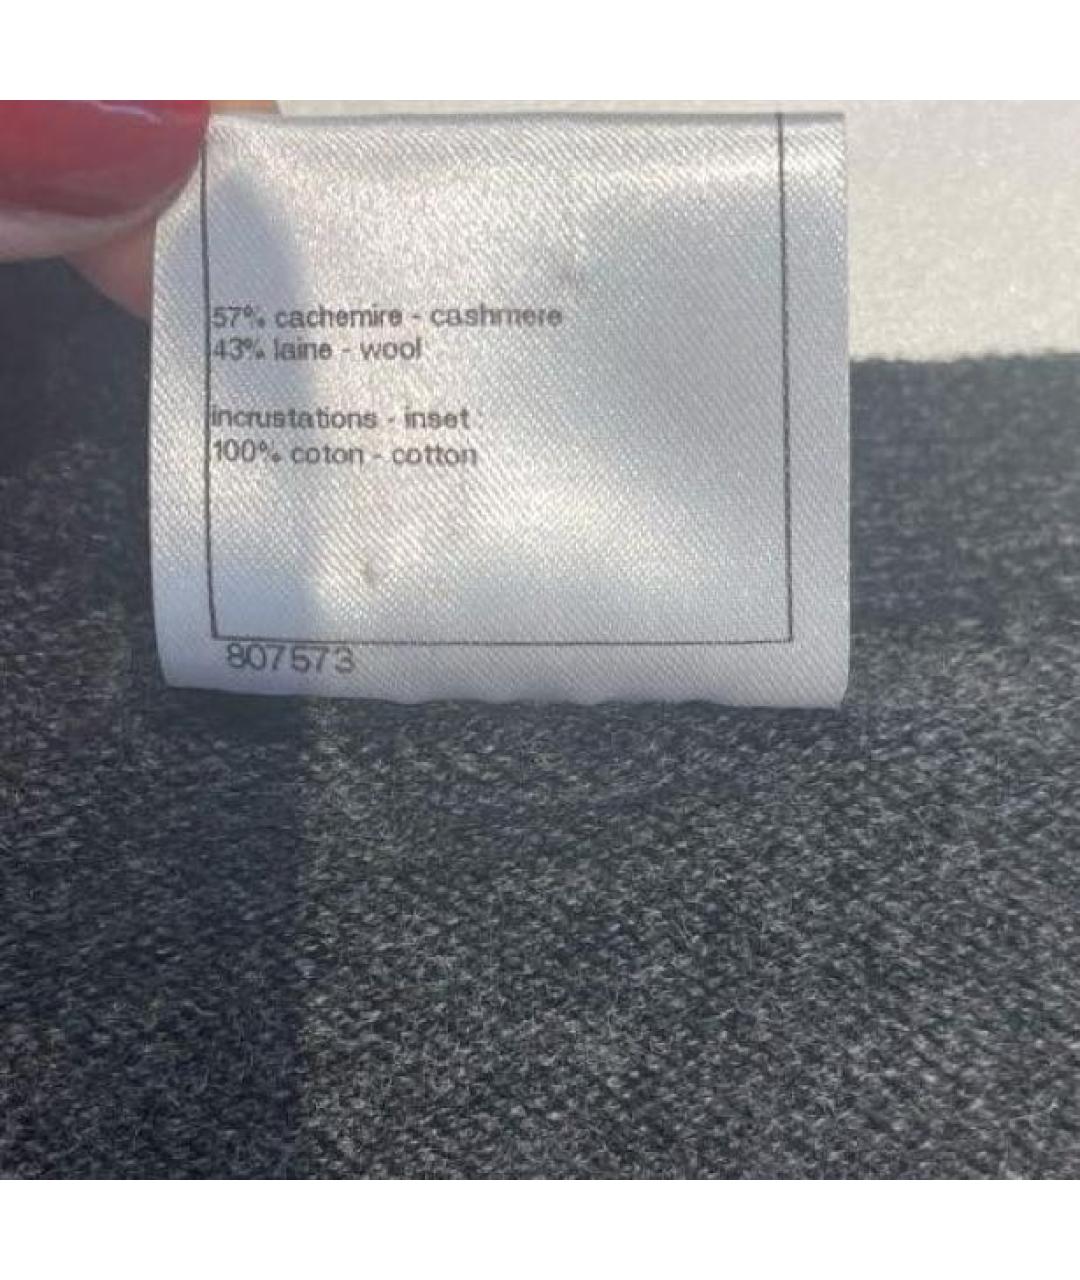 57% cachemire - cashmere
43% laine - wool
incrustations - inset :
100% coton - cotton
807573